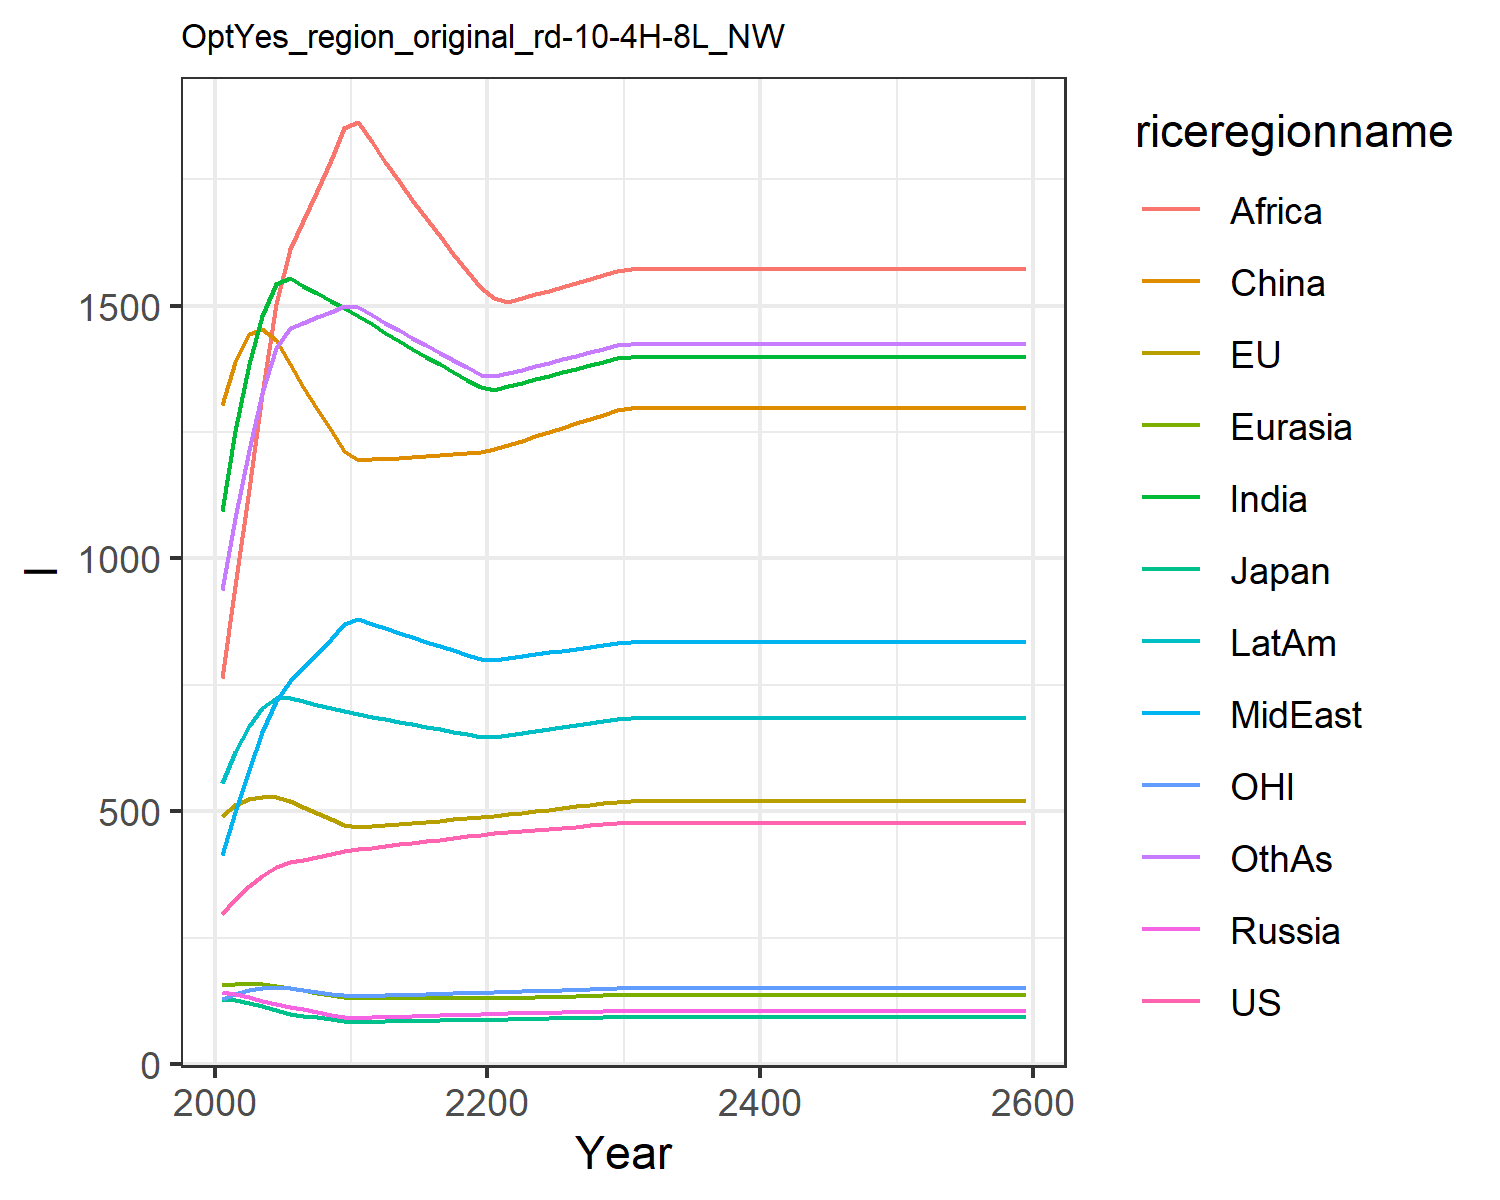 OptYes_region_original_rd-10-4H-8L_NW
1500
1000
500
0
l
2000
2200
2400
2600
Year
riceregionname
Africa
China
EU
Eurasia
India
Japan
LatAm
MidEast
OHI
OthAs
Russia
US